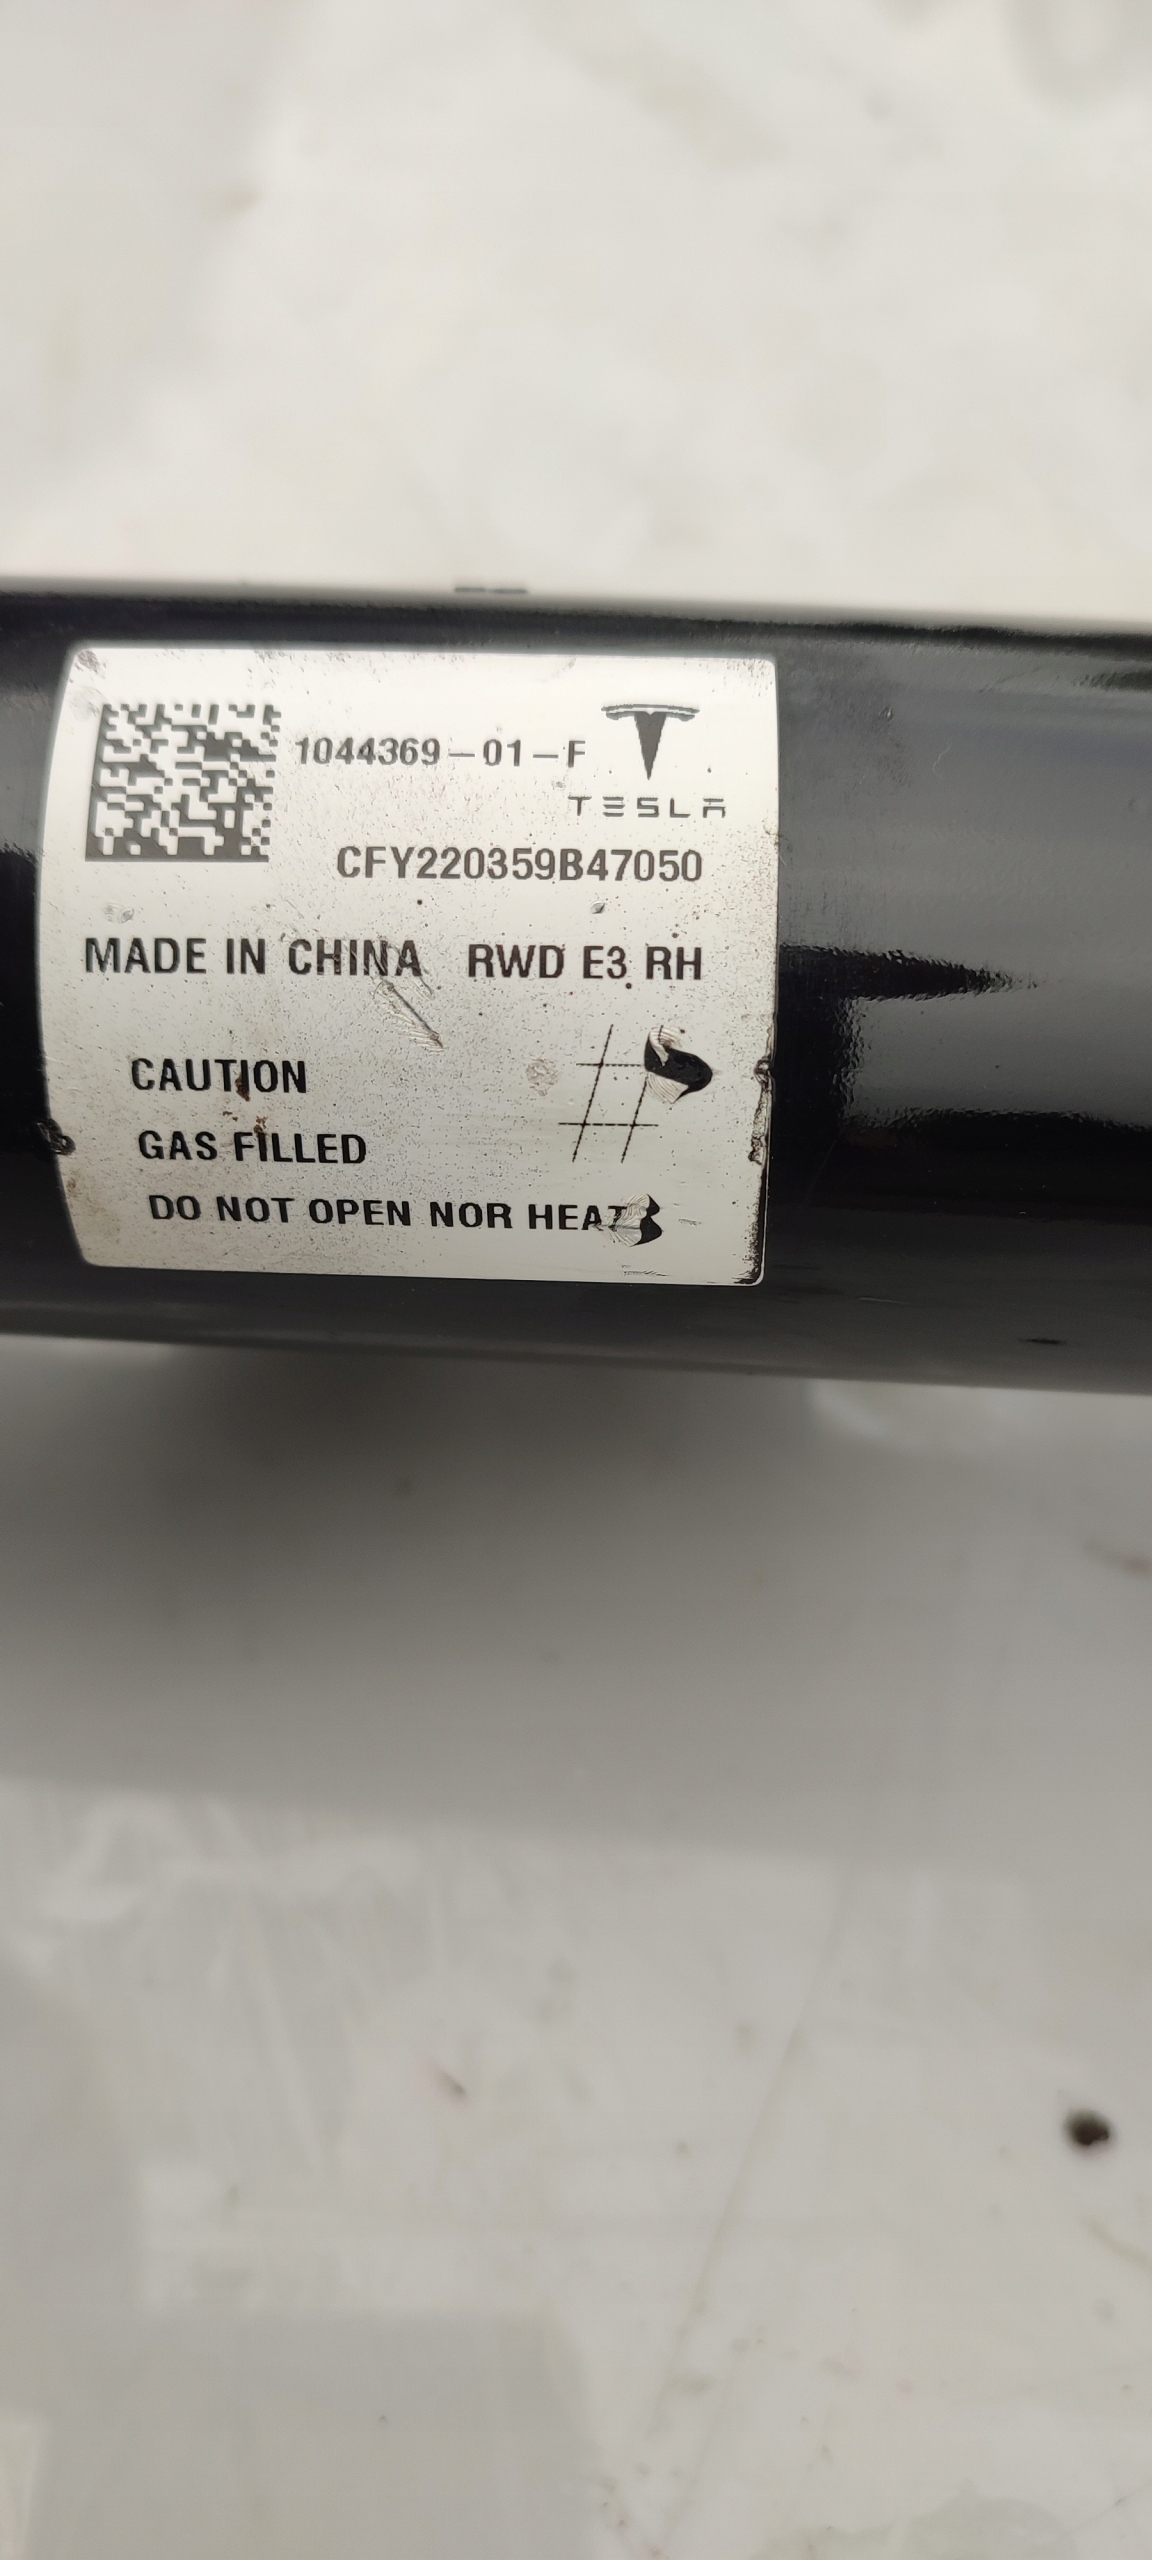 1044369-01-F
TESLA
CFY220359B47050
MADE IN CHINA RWD E3 RH
CAUTION
GAS FILLED
DO NOT OPEN NOR HEAT